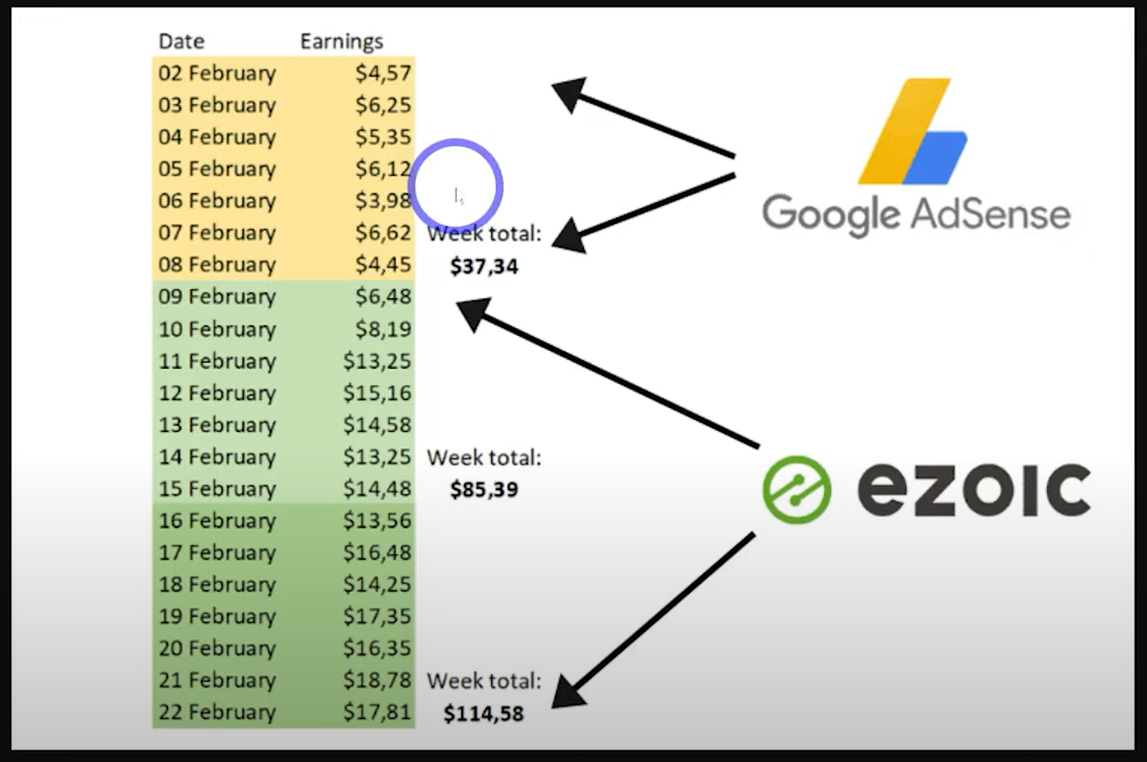 Date Earnings
02 February $4,57
03 February $6,25
04 February $5,35
05 February $6,12
06 February $3,98
07 February $6,62 Week total:
08 February $4,45 $37,34
09 February $6,48
10 February $8,19
11 February $13,25
12 February $15,16
13 February $14,58
14 February $13,25 Week total:
15 February $14,48 $85,39
16 February $13,56
17 February $16,48
18 February $14,25
19 February $17,35
20 February $16,35
21 February $18,78 Week total:
22 February $17,81 $114,58
Google AdSense
ezoic